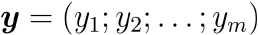 y = (y1; y2; . . . ; ym)